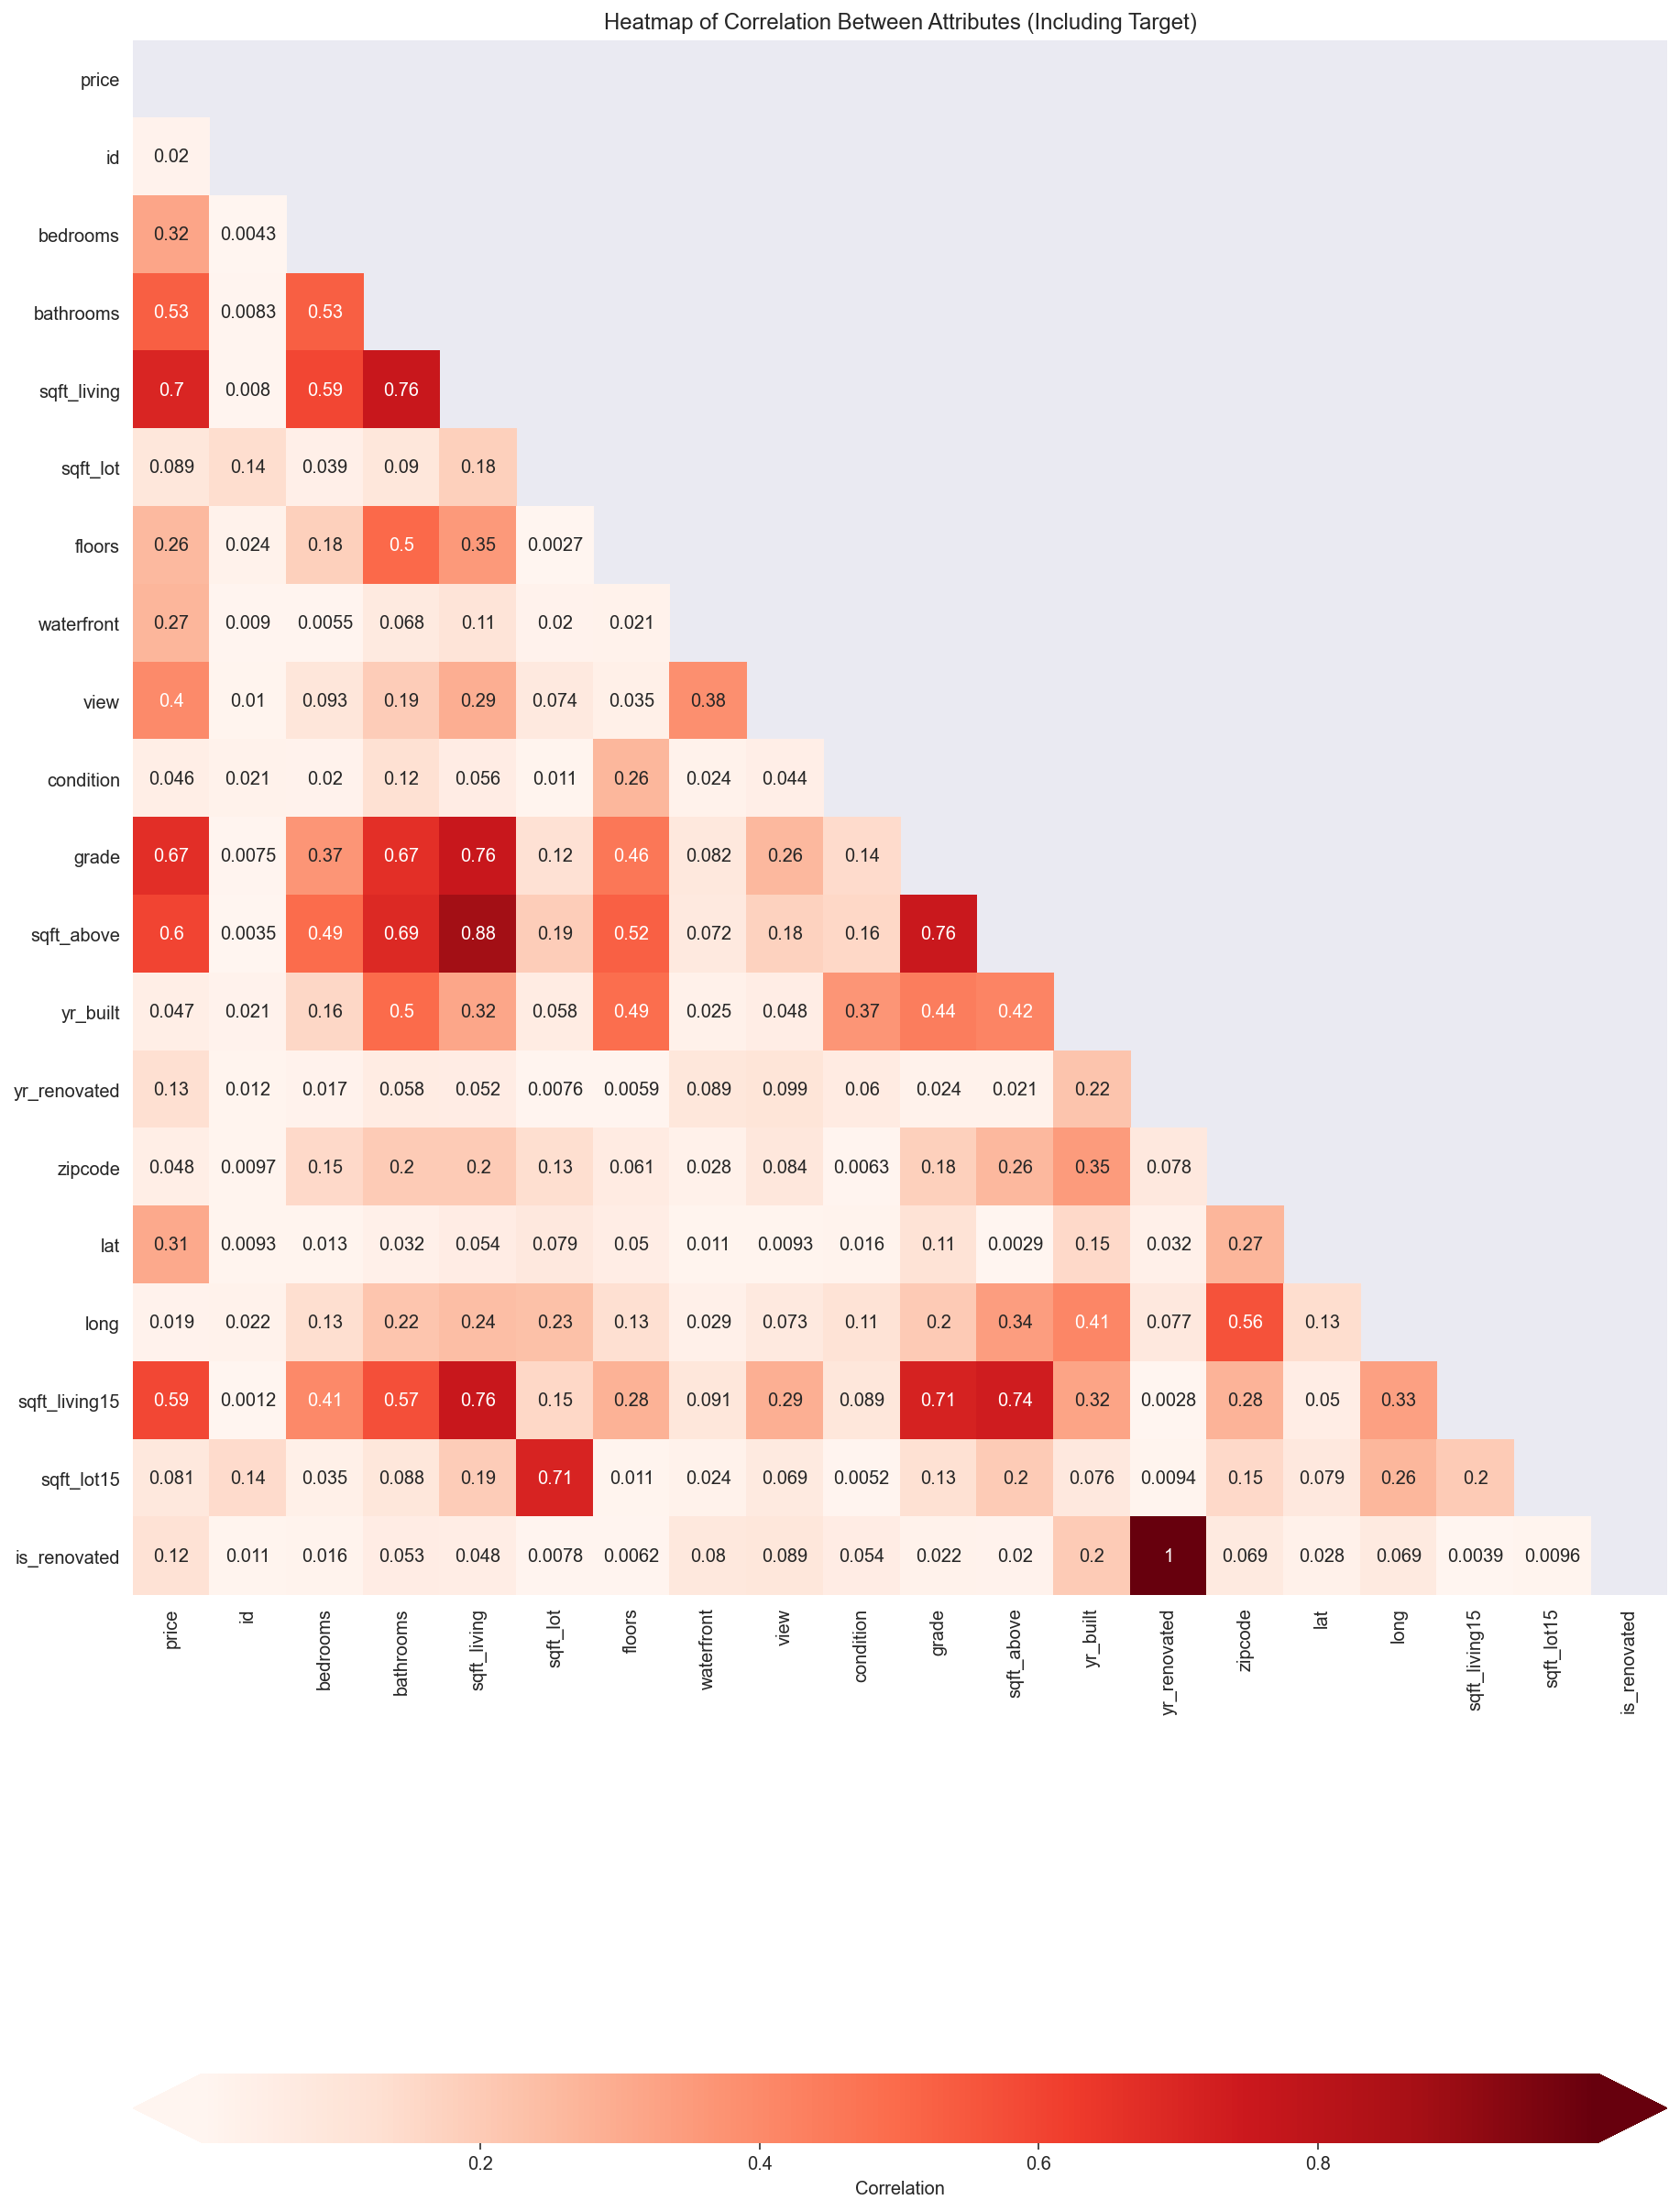 Heatmap of Correlation Between Attributes (Including Target)
price
id 0.02
bedrooms 0.32 0.0043
bathrooms 0.53 0.0083 0.53
sqft_living 0.7 0.008 0.59 0.76
sqft_lot 0.089 0.14 0.039 0.09 0.18
floors 0.26 0.024 0.18 0.5 0.35 0.0027
waterfront 0.27 0.009 0.0055 0.068 0.11 0.02 0.021
view 0.4 0.01 0.093 0.19 0.29 0.074 0.035 0.38
condition 0.046 0.021 0.02 0.12 0.056 0.011 0.26 0.024 0.044
grade 0.67 0.0075 0.37 0.67 0.76 0.12 0.46 0.082 0.26 0.14
sqft_above 0.6 0.0035 0.49 0.69 0.88 0.19 0.52 0.072 0.18 0.16 0.76
yr_built 0.047 0.021 0.16 0.5 0.32 0.058 0.49 0.025 0.048 0.37 0.44 0.42
yr_renovated 0.13 0.012 0.017 0.058 0.052 0.0076 0.0059 0.089 0.099 0.06 0.024 0.021 0.22
zipcode 0.048 0.0097 0.15 0.2 0.2 0.13 0.061 0.028 0.084 0.0063 0.18 0.26 0.35 0.078
lat 0.31 0.0093 0.013 0.032 0.054 0.079 0.05 0.011 0.0093 0.016 0.11 0.0029 0.15 0.032 0.27
long 0.019 0.022 0.13 0.22 0.24 0.23 0.13 0.029 0.073 0.11 0.2 0.34 0.41 0.077 0.56 0.13
sqft_living15 0.59 0.0012 0.41 0.57 0.76 0.15 0.28 0.091 0.29 0.089 0.71 0.74 0.32 0.0028 0.28 0.05 0.33
sqft_lot15 0.081 0.14 0.035 0.088 0.19 0.71 0.011 0.024 0.069 0.0052 0.13 0.2 0.076 0.0094 0.15 0.079 0.26 0.2
is_renovated 0.12 0.011 0.016 0.053 0.048 0.0078 0.0062 0.08 0.089 0.054 0.022 0.02 0.2 1 0.069 0.028 0.069 0.0039 0.0096
price id bedrooms bathrooms sqft_living sqft_lot floors waterfront view condition grade sqft_above yr_built yr_renovated zipcode lat long sqft_living15 sqft_lot15 is_renovated
0.2 0.4 0.6 0.8
Correlation